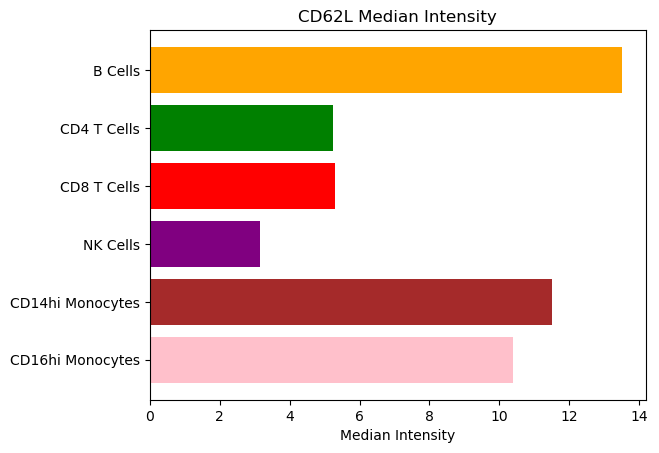 CD62L Median Intensity
B Cells
CD4 T Cells
CD8 T Cells
NK Cells
CD14hi Monocytes
CD16hi Monocytes
0 2 4 6 8 10 12 14
Median Intensity